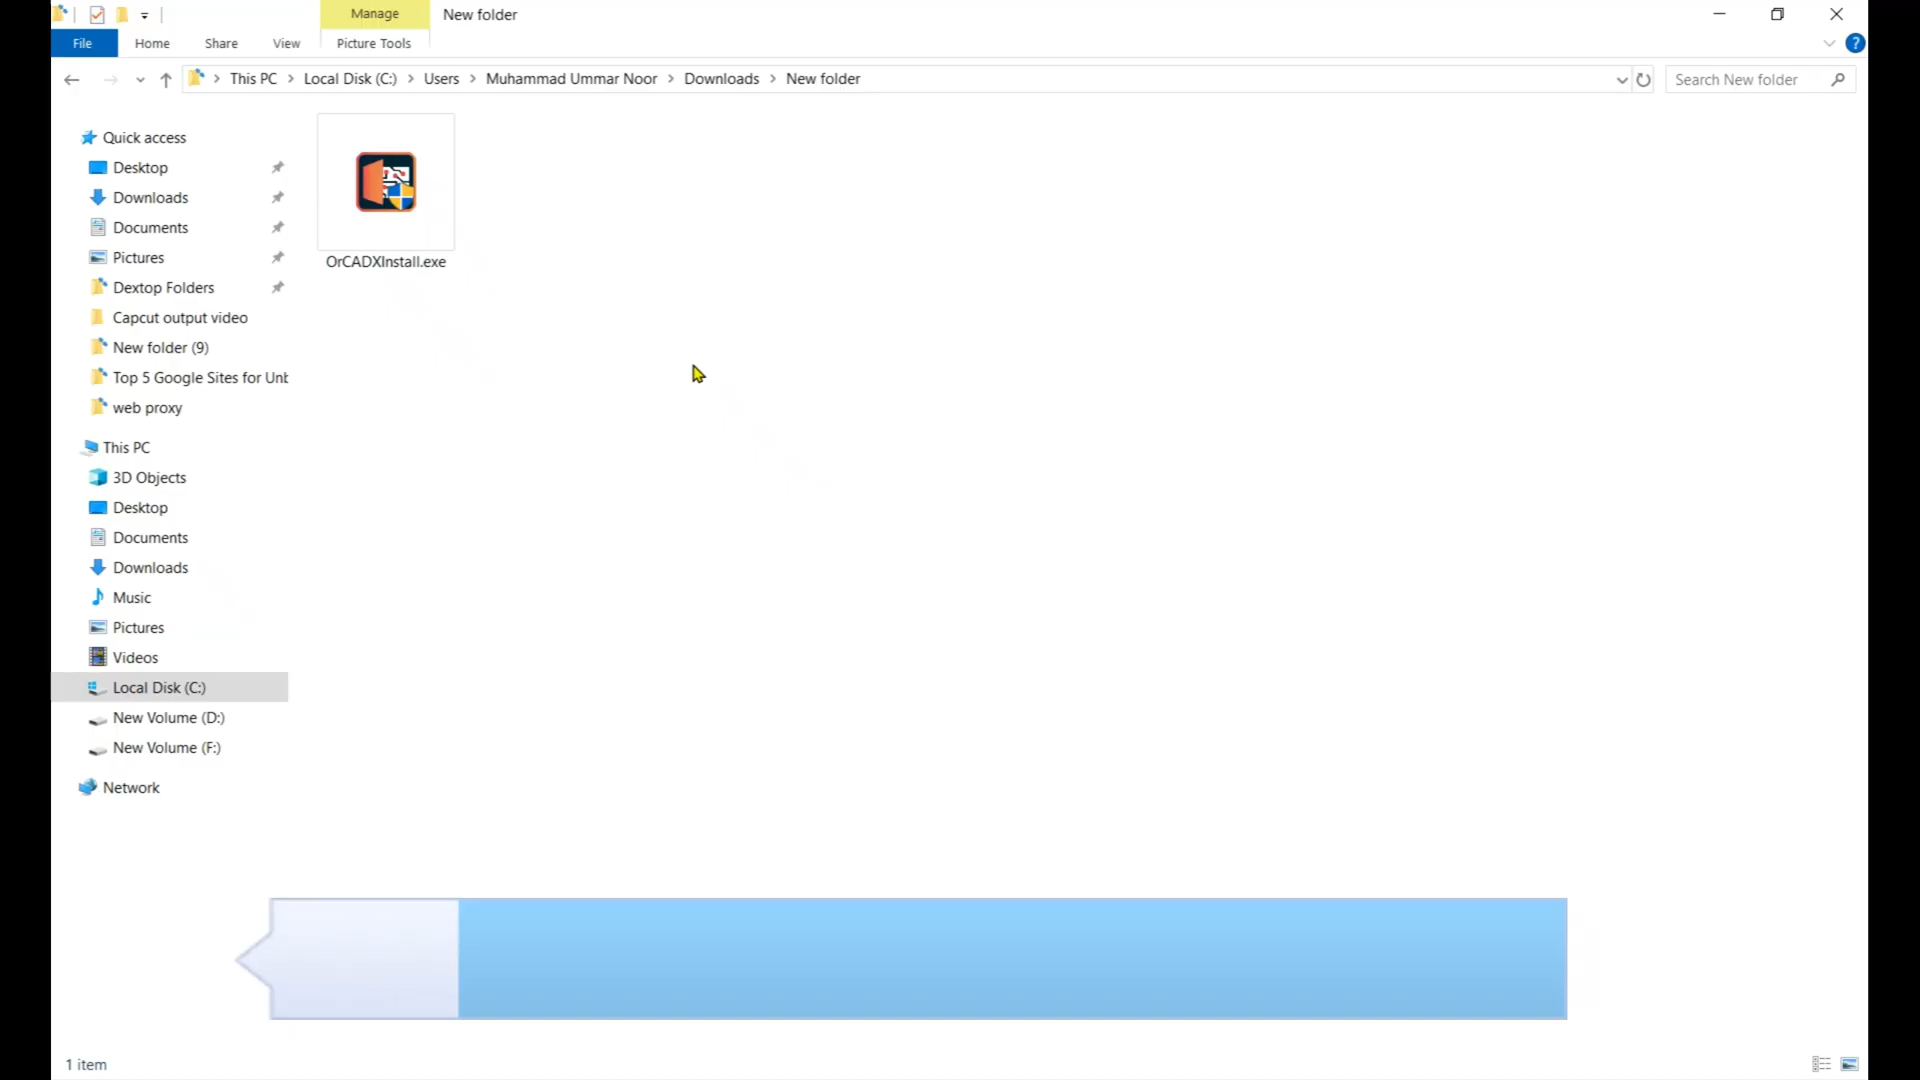 Manage
New folder
File
Home
Share
View
Picture Tools
?
This PC > Local Disk (C:) > Users > Muhammad Ummar Noor > Downloads > New folder
Search New folder
Quick access
Desktop
Downloads
Documents
Pictures
Dextop Folders
Capcut output video
New folder (9)
Top 5 Google Sites for Unt
web proxy
This PC
3D Objects
Desktop
Documents
Downloads
Music
Pictures
Videos
Local Disk (C:)
New Volume (D:)
New Volume (F:)
Network
OrCADXInstall.exe
1 item